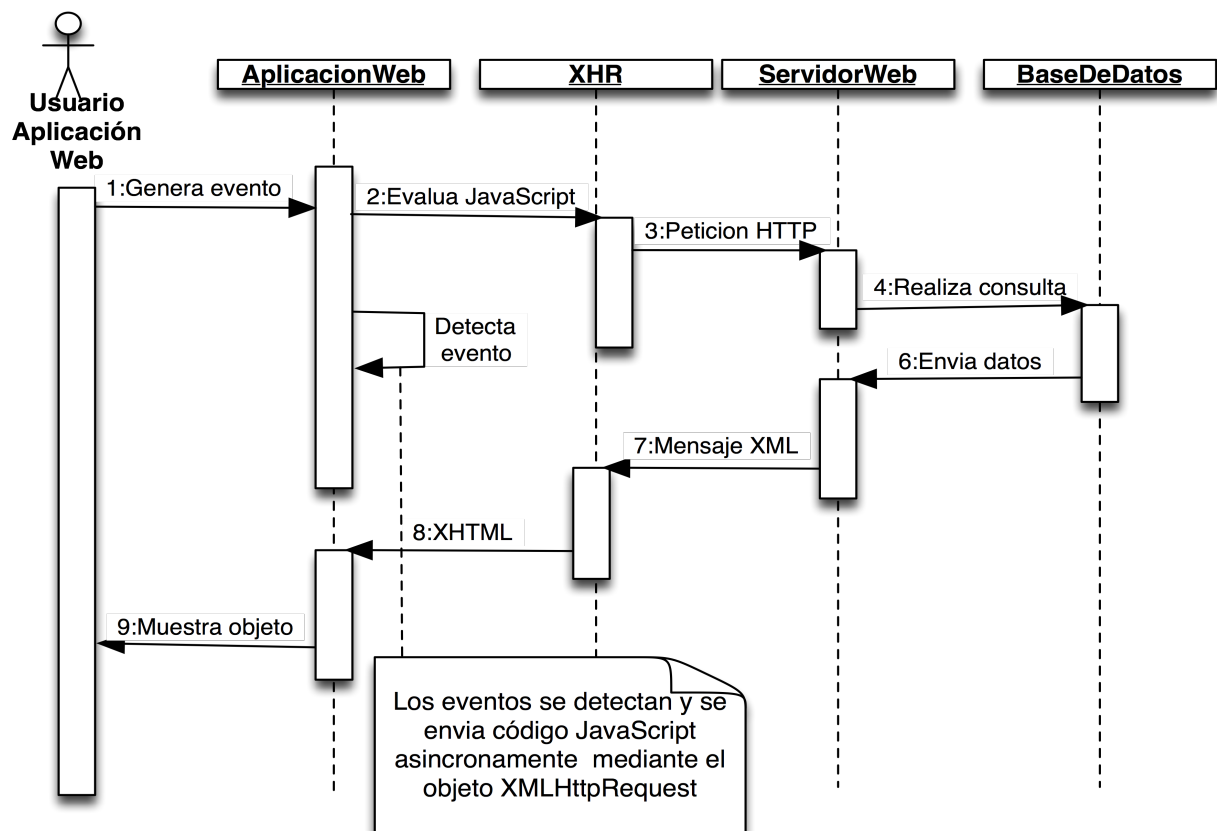 AplicacionWeb
XHR
ServidorWeb
BaseDeDatos
Usuario
Aplicación
Web
1:Genera evento
2:Evalua JavaScript
3:Peticion HTTP
4:Realiza consulta
Detecta
evento
6:Envia datos
7:Mensaje XML
8:XHTML
9:Muestra objeto
Los eventos se detectan y se
envia código JavaScript
asincronamente mediante el
objeto XMLHttpRequest